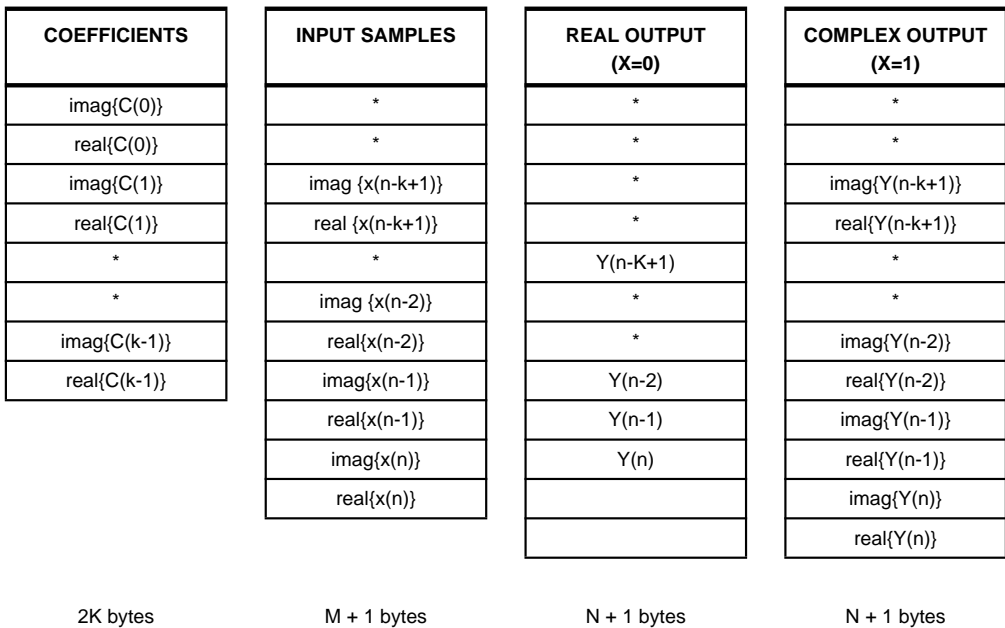 COEFFICIENTS
imag{C(0)}
real{C(0)}
imag{C(1)}
real{C(1)}
*
*
imag{C(k-1)}
real{C(k-1)}
2K bytes
INPUT SAMPLES
*
*
imag {x(n-k+1)}
real {x(n-k+1)}
*
imag {x(n-2)}
real{x(n-2)}
imag{x(n-1)}
real{x(n-1)}
imag{x(n)}
real{x(n)}
M + 1 bytes
REAL OUTPUT
(X=0)
*
*
*
*
Y(n-K+1)
*
*
Y(n-2)
Y(n-1)
Y(n)
N + 1 bytes
COMPLEX OUTPUT
(X=1)
*
*
imag{Y(n-k+1)}
real{Y(n-k+1)}
*
*
imag{Y(n-2)}
real{Y(n-2)}
imag{Y(n-1)}
real{Y(n-1)}
imag{Y(n)}
real{Y(n)}
N + 1 bytes